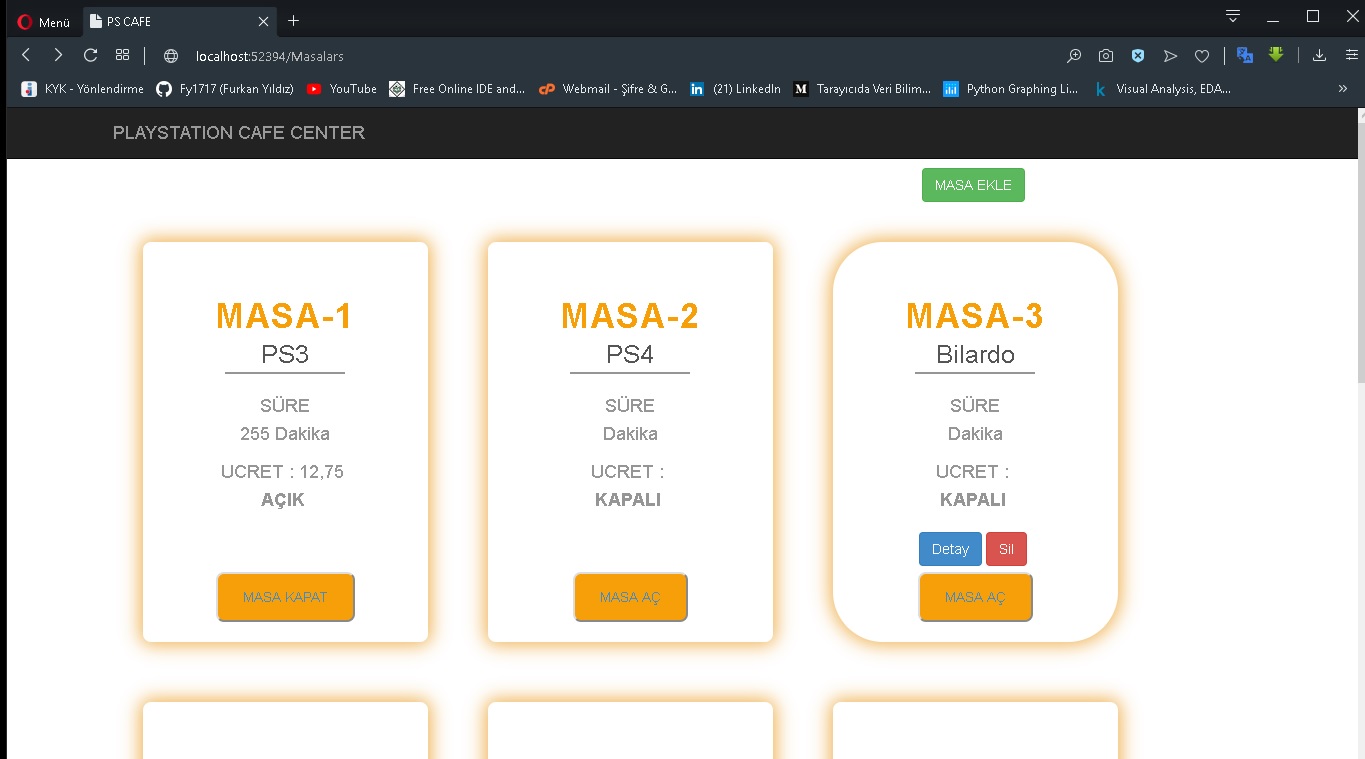 Menü
PS CAFE
localhost:52394/Masalars
KYK - Yönlendirme
Fy1717 (Furkan Yıldız)
YouTube
Free Online IDE and...
Webmail - Şifre & G...
(21) LinkedIn
Tarayıcıda Veri Bilim...
Python Graphing Li...
Visual Analysis, EDA...
PLAYSTATION CAFE CENTER
MASA EKLE
MASA-1
PS3
SÜRE
255 Dakika
UCRET : 12,75
AÇIK
MASA KAPAT
MASA-2
PS4
SÜRE
Dakika
UCRET :
KAPALI
MASA AÇ
MASA-3
Bilardo
SÜRE
Dakika
UCRET :
KAPALI
Detay Sil
MASA AÇ